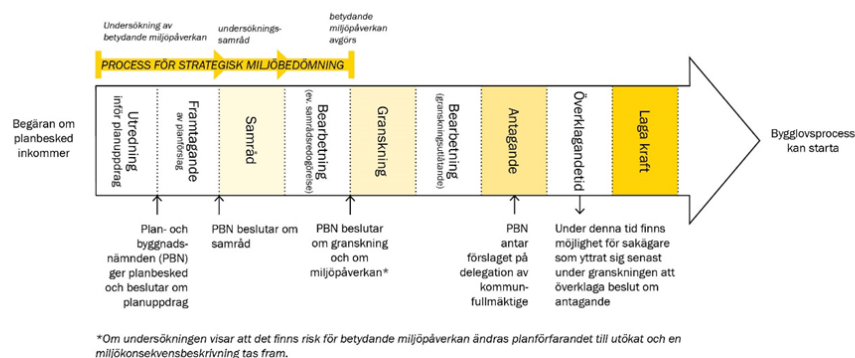 Undersökning av
betydande miljöpåverkan
undersöknings-
samråd
betydande
miljöpåverkan
avgörs
PROCESS FÖR STRATEGISK MILJÖBEDÖMNING
Begäran om
planbesked
inkommer
Utredning
inför planuppdrag
Framtagande
av planförslag
Samråd
Bearbetning
(ev. samrådsredogörelse)
Granskning
Bearbetning
(granskningsutlåtande)
Antagande
Överklagandetid
Laga kraft
Bygglovsprocess
kan starta
Plan- och
byggnads-
nämnden (PBN)
ger planbesked
och beslutar om
planuppdrag
PBN beslutar om
samråd
PBN beslutar
om granskning
och om
miljöpåverkan*
PBN
antar
förslaget på
delegation av
kommun-
fullmäktige
Under denna tid finns
möjlighet för sakägare
som yttrat sig senast
under granskningen att
överklaga beslut om
antagande
*Om undersökningen visar att det finns risk för betydande miljöpåverkan ändras planförfarandet till utökat och en
miljökonsekvensbeskrivning tas fram.